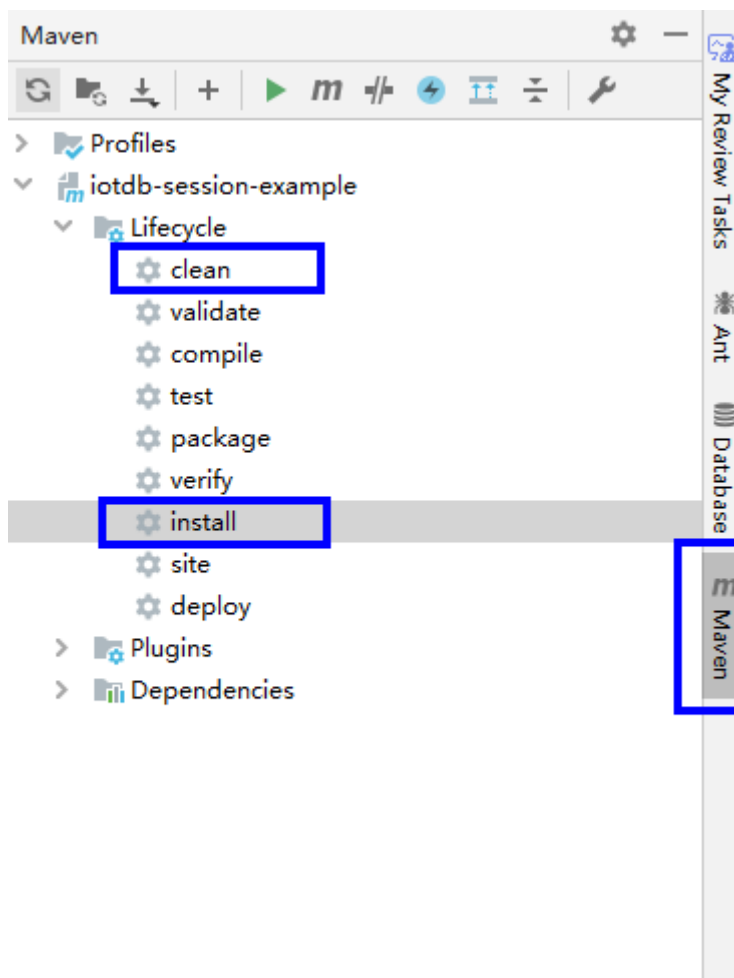 Maven
Profiles
iotdb-session-example
Lifecycle
clean
validate
compile
test
package
verify
install
site
deploy
Plugins
Dependencies
My Review Tasks
Ant
Database
Maven